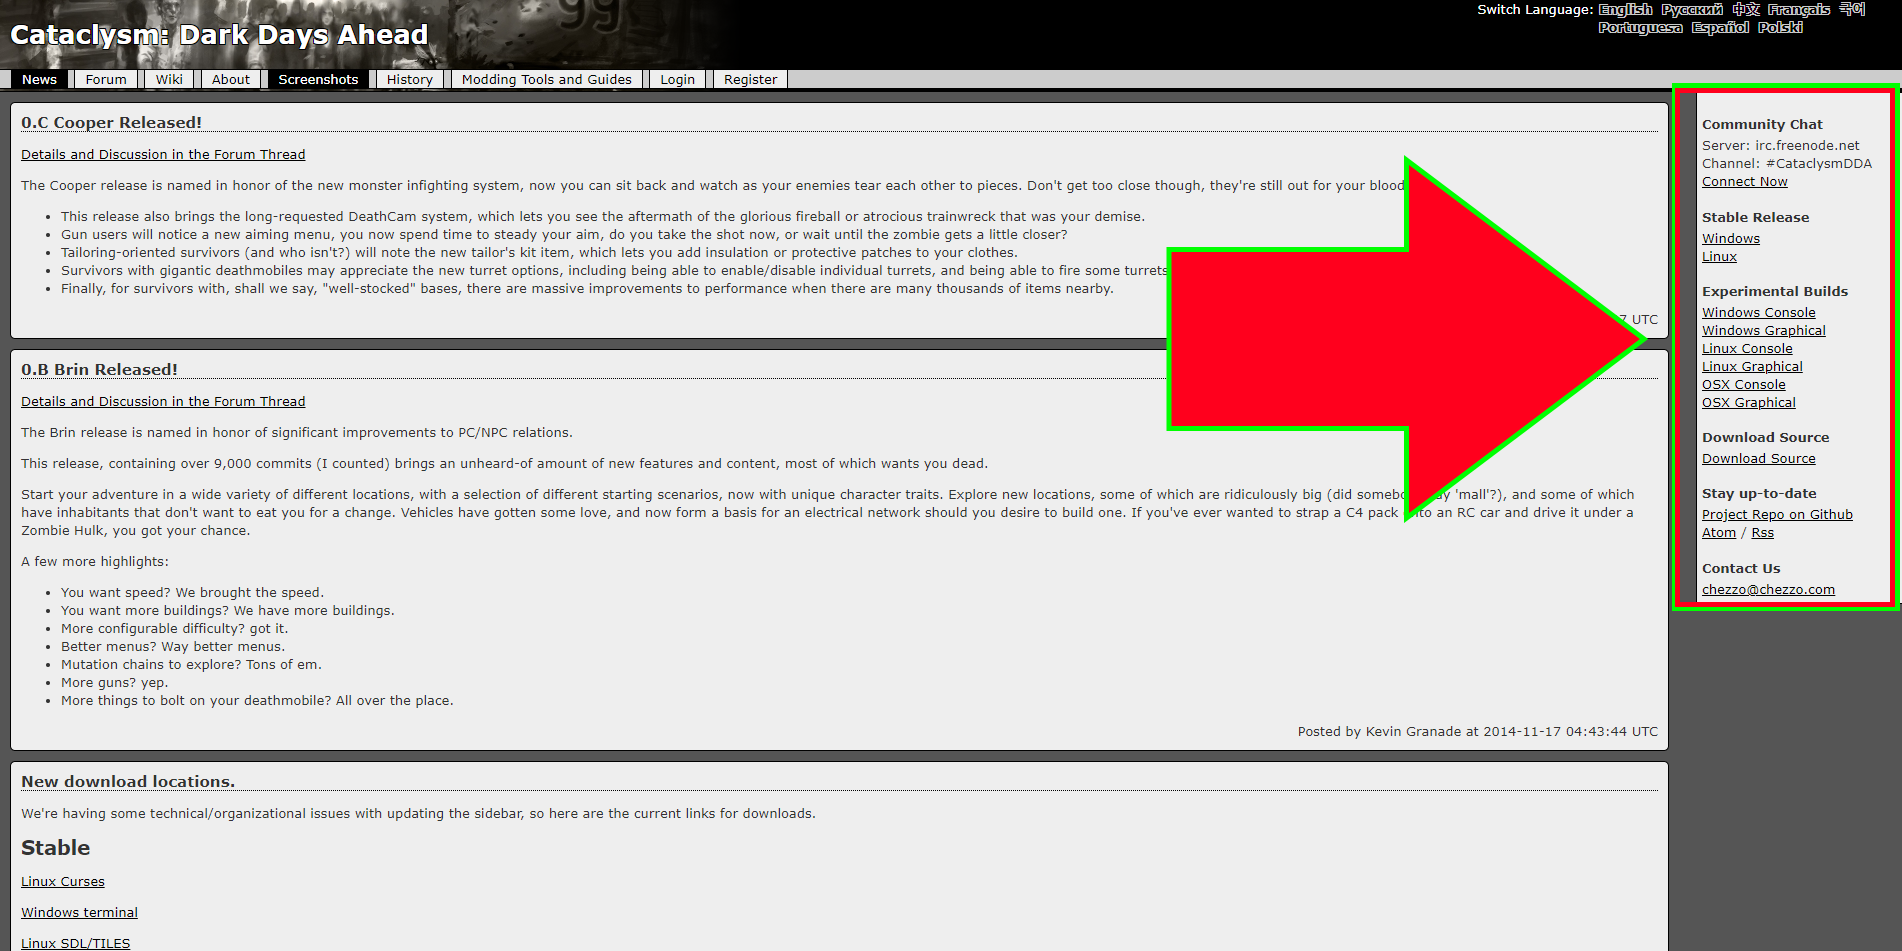 Switch Language: English Русский 中文 Français 국어
Portuguesa Español Polski
Cataclysm: Dark Days Ahead
News Forum Wiki About Screenshots History Modding Tools and Guides Login Register
0.C Cooper Released!
Details and Discussion in the Forum Thread
The Cooper release is named in honor of the new monster infighting system, now you can sit back and watch as your enemies tear each other to pieces. Don't get too close though, they're still out for your blood
• This release also brings the long-requested DeathCam system, which lets you see the aftermath of the glorious fireball or atrocious trainwreck that was your demise.
• Gun users will notice a new aiming menu, you now spend time to steady your aim, do you take the shot now, or wait until the zombie gets a little closer?
• Tailoring-oriented survivors (and who isn't?) will note the new tailor's kit item, which lets you add insulation or protective patches to your clothes.
• Survivors with gigantic deathmobiles may appreciate the new turret options, including being able to enable/disable individual turrets, and being able to fire some turrets
• Finally, for survivors with, shall we say, "well-stocked" bases, there are massive improvements to performance when there are many thousands of items nearby.
7 UTC
0.B Brin Released!
Details and Discussion in the Forum Thread
The Brin release is named in honor of significant improvements to PC/NPC relations.
This release, containing over 9,000 commits (I counted) brings an unheard-of amount of new features and content, most of which wants you dead.
Start your adventure in a wide variety of different locations, with a selection of different starting scenarios, now with unique character traits. Explore new locations, some of which are ridiculously big (did 'mall'?), and some of which
have inhabitants that don't want to eat you for a change. Vehicles have gotten some love, and now form a basis for an electrical network should you desire to build one. If you've ever wanted to strap a C4 pack an RC car and drive it under a
Zombie Hulk, you got your chance.
A few more highlights:
• You want speed? We brought the speed.
• You want more buildings? We have more buildings.
• More configurable difficulty? got it.
• Better menus? Way better menus.
• Mutation chains to explore? Tons of em.
• More guns? yep.
• More things to bolt on your deathmobile? All over the place.
Posted by Kevin Granade at 2014-11-17 04:43:44 UTC
New download locations.
We're having some technical/organizational issues with updating the sidebar, so here are the current links for downloads.
Stable
Linux Curses
Windows terminal
Linux SDL/TILES
Community Chat
Server: irc.freenode.net
Channel: #CataclysmDDA
Connect Now
Stable Release
Windows
Linux
Experimental Builds
Windows Console
Windows Graphical
Linux Console
Linux Graphical
OSX Console
OSX Graphical
Download Source
Download Source
Stay up-to-date
Project Repo on Github
Atom / Rss
Contact Us
chezzo@chezzo.com